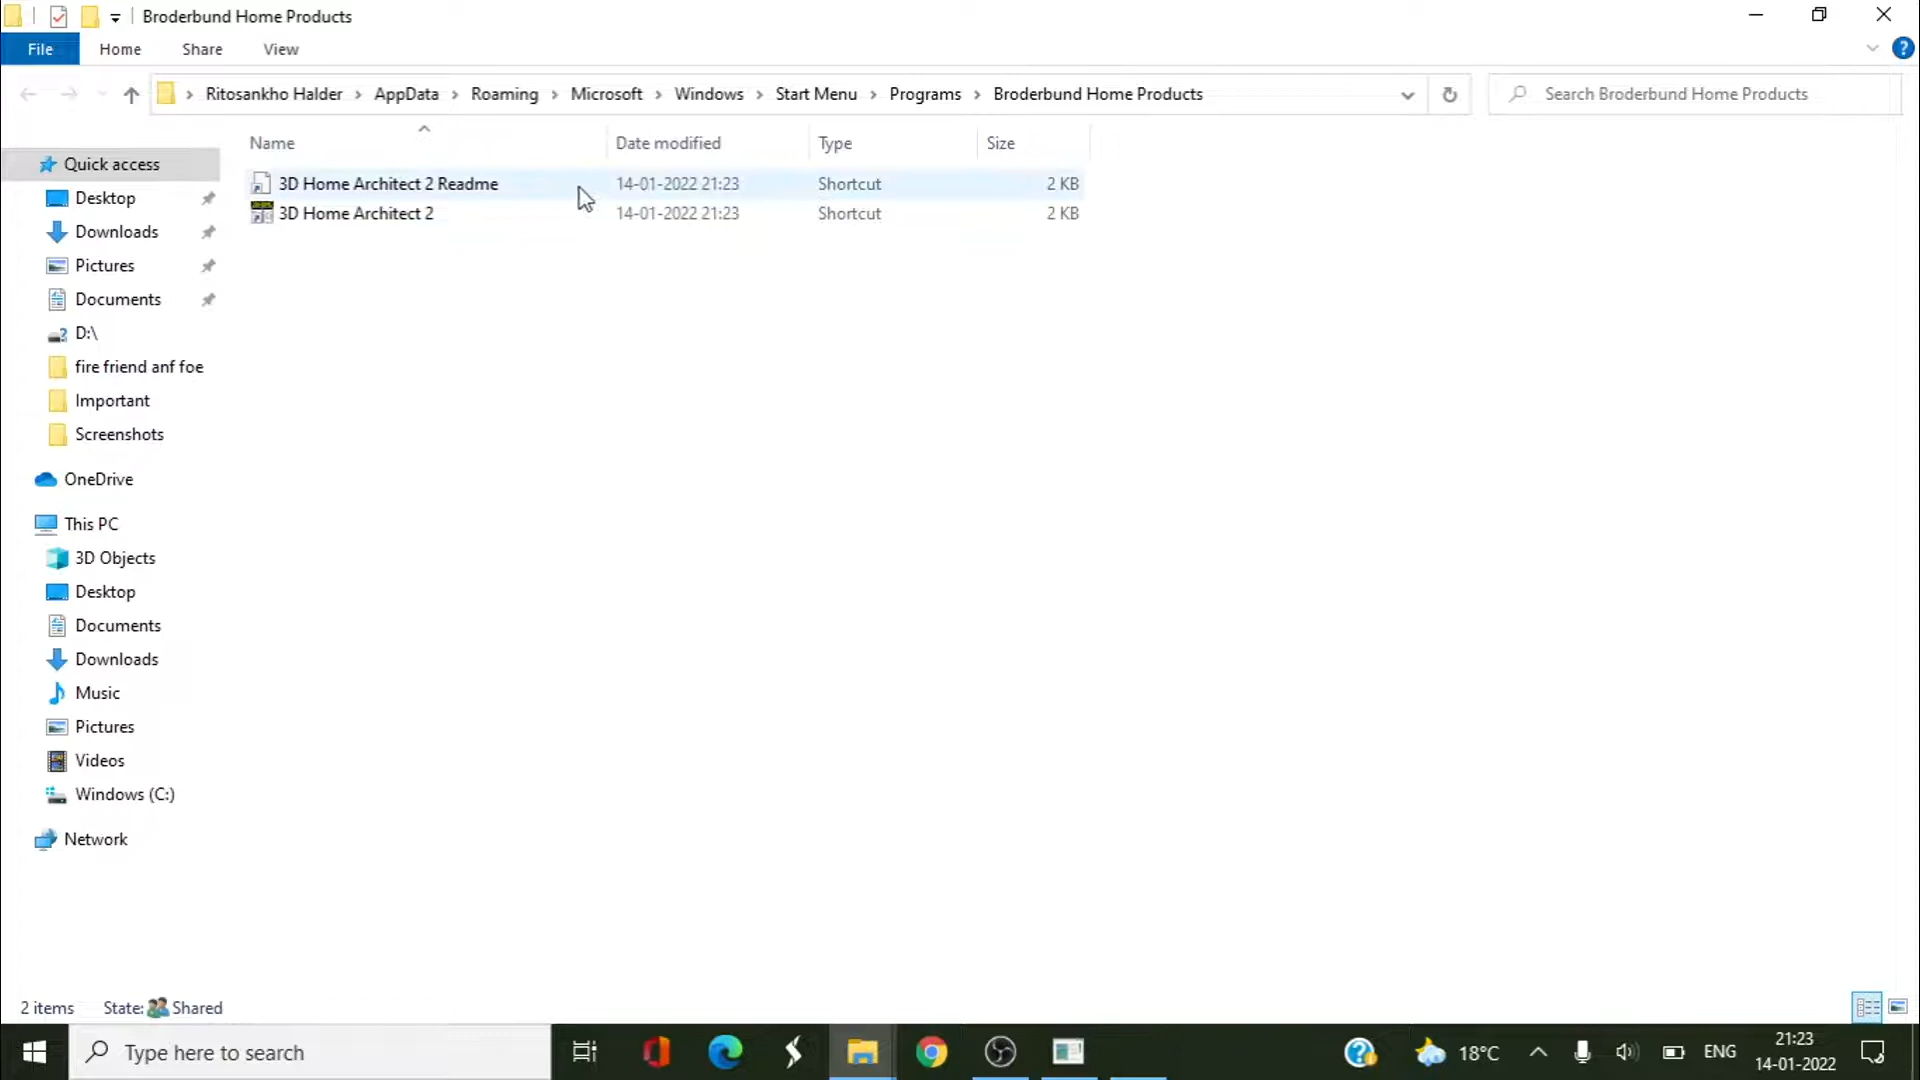 Broderbund Home Products
File Home Share View
Ritosankho Halder AppData Roaming Microsoft Windows Start Menu Programs Broderbund Home Products
Search Broderbund Home Products
Name Date modified Type Size
3D Home Architect 2 Readme 14-01-2022 21:23 Shortcut 2 KB
3D Home Architect 2 14-01-2022 21:23 Shortcut 2 KB
Quick access
Desktop
Downloads
Pictures
Documents
D:\
fire friend anf foe
Important
Screenshots
OneDrive
This PC
3D Objects
Desktop
Documents
Downloads
Music
Pictures
Videos
Windows (C:)
Network
2 items State: Shared
Type here to search
18°C
ENG
21:23
14-01-2022